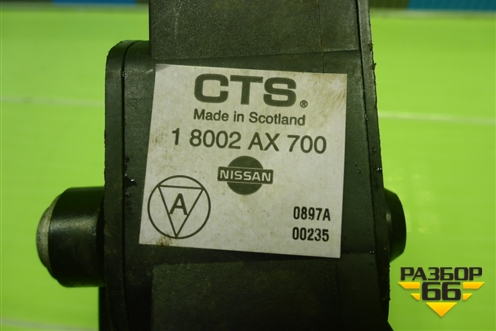 CTS®
Made in Scotland
1 8002 AX 700
NISSAN
A
0897A
00235
РАЗБОР
66